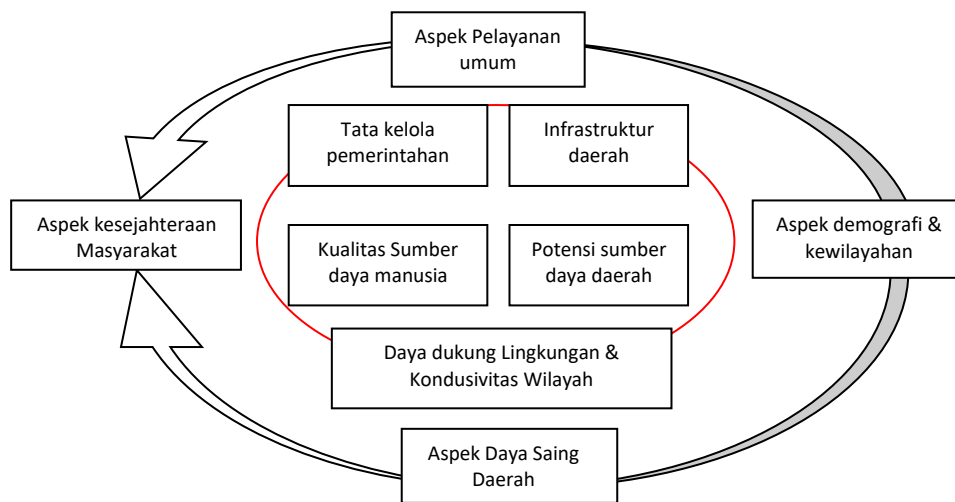 Aspek Pelayanan
umum
Tata kelola
pemerintahan
Infrastruktur
daerah
Aspek kesejahteraan
Masyarakat
Aspek demografi &
kewilayahan
Kualitas Sumber
daya manusia
Potensi sumber
daya daerah
Daya dukung Lingkungan &
Kondusivitas Wilayah
Aspek Daya Saing
Daerah